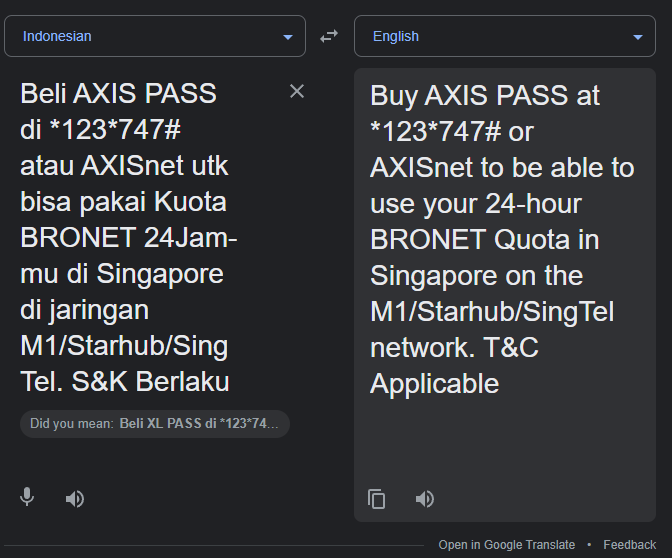 Indonesian
English
Beli AXIS PASS
di *123*747#
atau AXISnet utk
bisa pakai Kuota
BRONET 24Jam-
mu di Singapore
di jaringan
M1/Starhub/Sing
Tel. S&K Berlaku
Did you mean: Beli XL PASS di *123*74...
Buy AXIS PASS at
*123*747# or
AXISnet to be able to
use your 24-hour
BRONET Quota in
Singapore on the
M1/Starhub/SingTel
network. T&C
Applicable
Open in Google Translate • Feedback